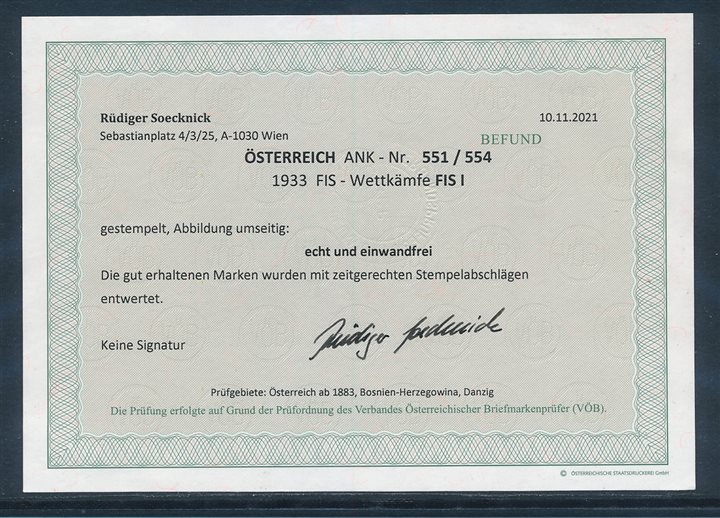 Rüdiger Soecknick
10.11.2021
Sebastianplatz 4/3/25, A-1030 Wien
BEFUND
ÖSTERREICH ANK - Nr. 551 / 554
1933 FIS - Wettkämfe FIS I
gestempelt, Abbildung umseitig:
echt und einwandfrei
Die gut erhaltenen Marken wurden mit zeitgerechten Stempelabschlägen
entwertet.
Keine Signatur
Rüdiger Soecknick
Prüfgebiete: Österreich ab 1883, Bosnien-Herzegowina, Danzig
Die Prüfung erfolgte auf Grund der Prüfordnung des Verbandes Österreichischer Briefmarkenprüfer (VÖB).
© ÖSTERREICHISCHE STAATSDRUCKEREI GmbH